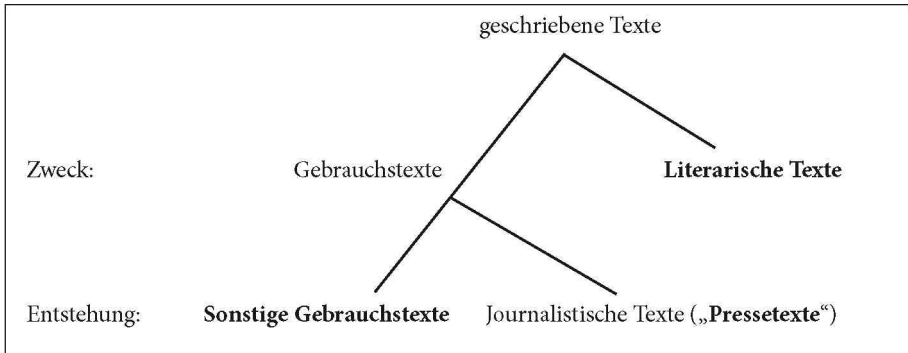 geschriebene Texte
Zweck: Gebrauchstexte Literarische Texte
Entstehung: Sonstige Gebrauchstexte Journalistische Texte („Pressetexte“)